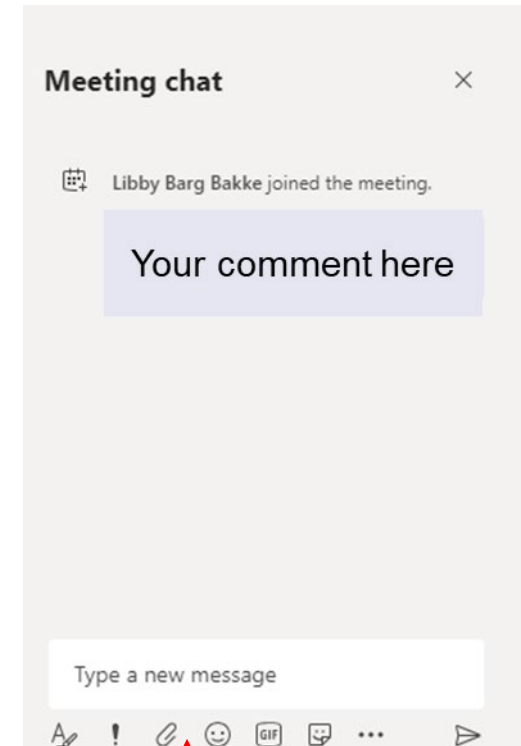 Meeting chat
Libby Barg Bakke joined the meeting.
Your comment here
Type a new message
GIF